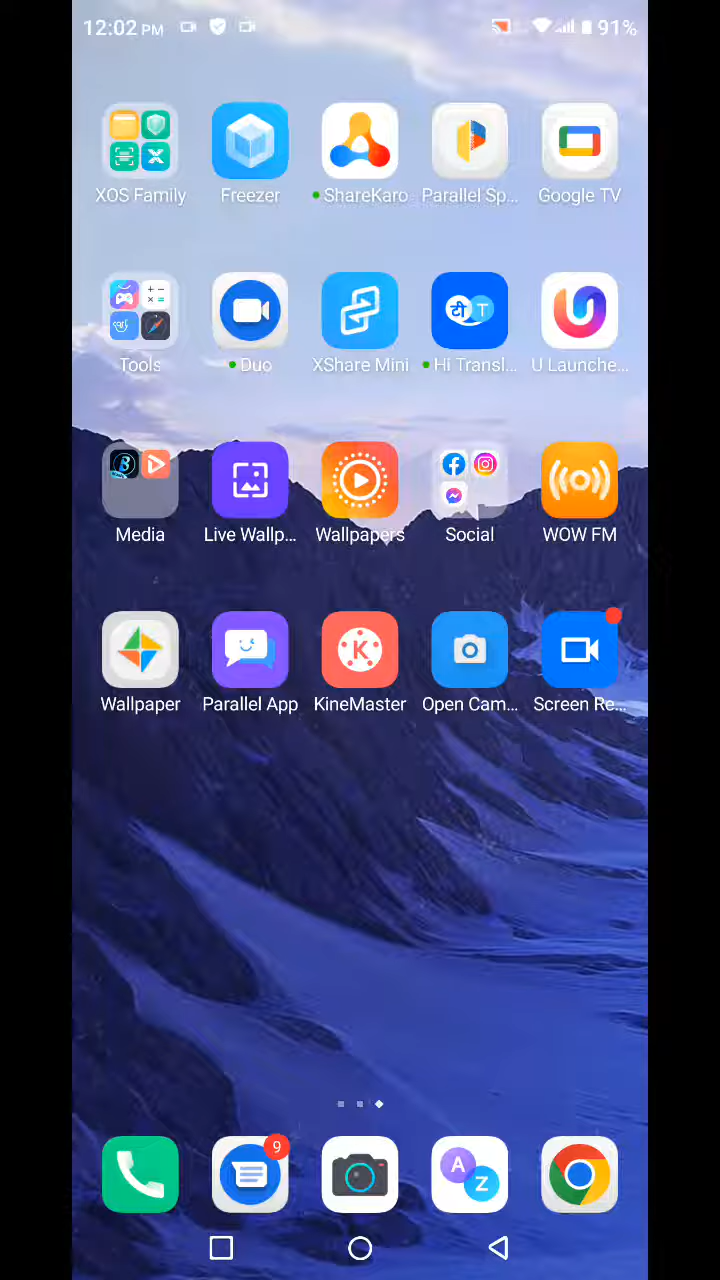 12:02 PM 91%
XOS Family Freezer ShareKaro Parallel Sp... Google TV
Tools Duo XShare Mini Hi Transl... U Launche...
Media Live Wallp... Wallpapers Social WOW FM
Wallpaper Parallel App KineMaster Open Cam... Screen Re...
9
A Z